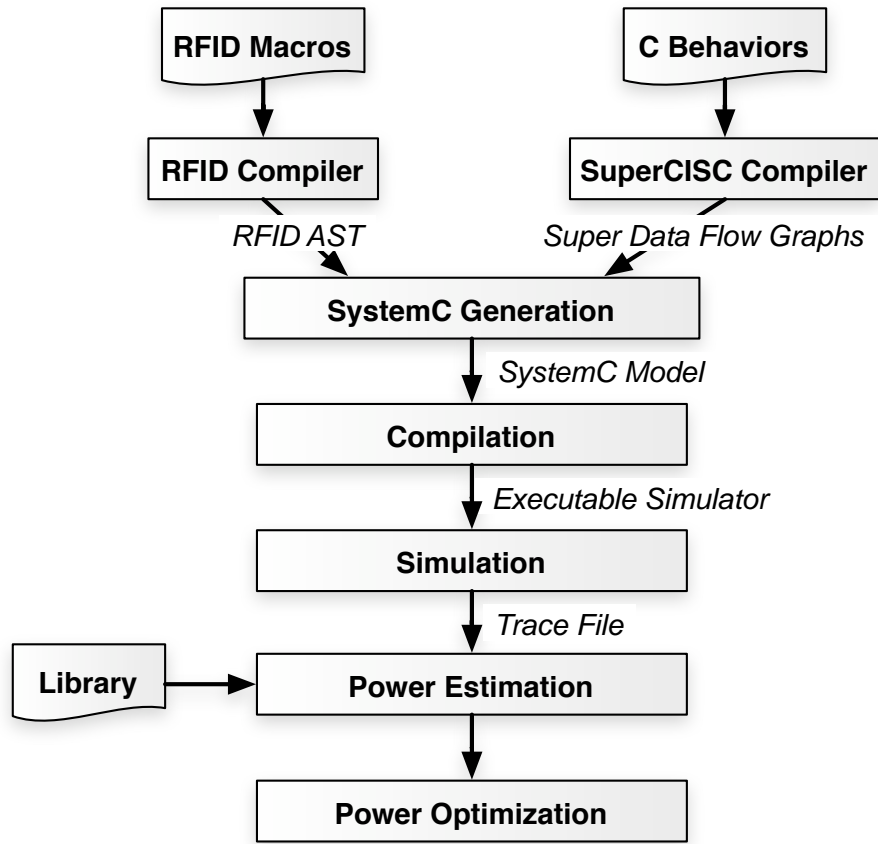 RFID Macros
C Behaviors
RFID Compiler
SuperCISC Compiler
RFID AST
Super Data Flow Graphs
SystemC Generation
SystemC Model
Compilation
Executable Simulator
Simulation
Trace File
Library
Power Estimation
Power Optimization